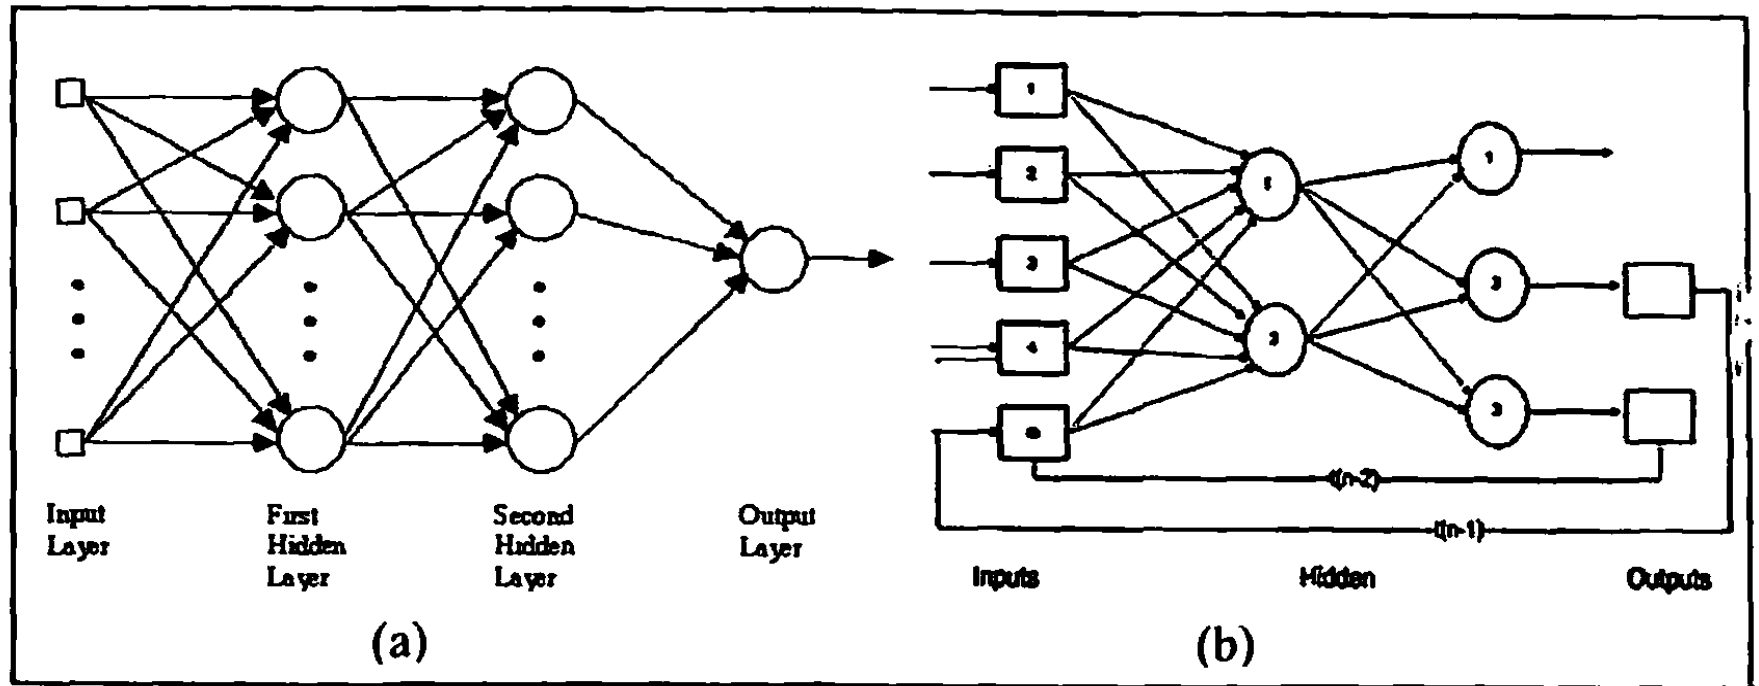 1
2
3
4
1
2
1
2
3
t(n-2)
t(n-1)
Input
Layer
First
Hidden
Layer
Second
Hidden
Layer
Output
Layer
Inputs
Hidden
Outputs
(a)
(b)